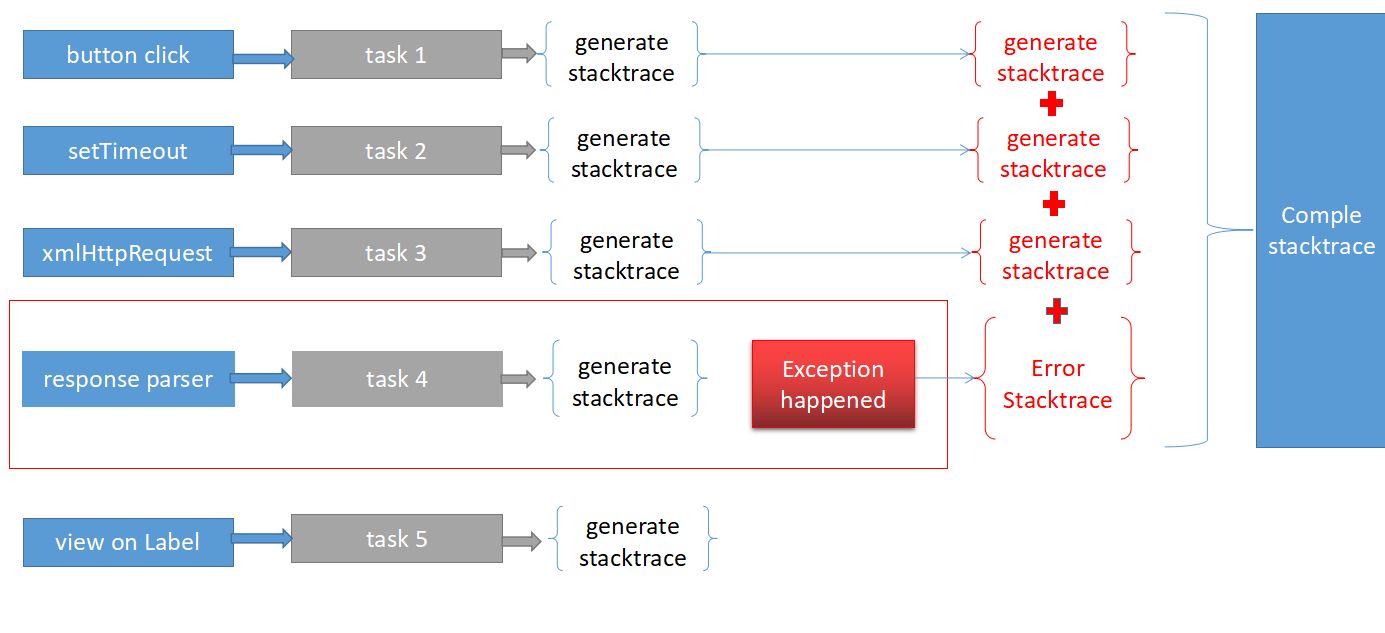 button click
task 1
generate
stacktrace
generate
stacktrace
setTimeout
task 2
generate
stacktrace
generate
stacktrace
xmlHttpRequest
task 3
generate
stacktrace
generate
stacktrace
Comple
stacktrace
response parser
task 4
generate
stacktrace
Exception
happened
Error
Stacktrace
view on Label
task 5
generate
stacktrace